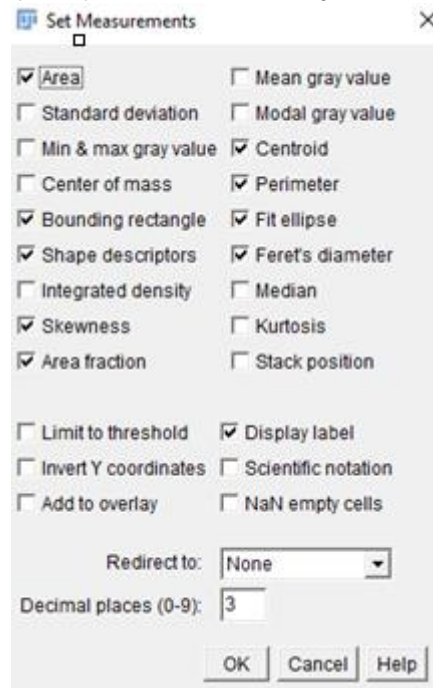 Set Measurements
Area Mean gray value
Standard deviation Modal gray value
Min & max gray value Centroid
Center of mass Perimeter
Bounding rectangle Fit ellipse
Shape descriptors Feret's diameter
Integrated density Median
Skewness Kurtosis
Area fraction Stack position
Limit to threshold Display label
Invert Y coordinates Scientific notation
Add to overlay NaN empty cells
Redirect to: None
Decimal places (0-9): 3
OK Cancel Help